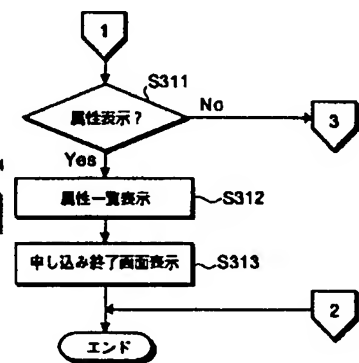 1
S311
属性表示？
No
3
Yes
属性一覧表示
S312
申し込み終了画面表示
S313
2
エンド